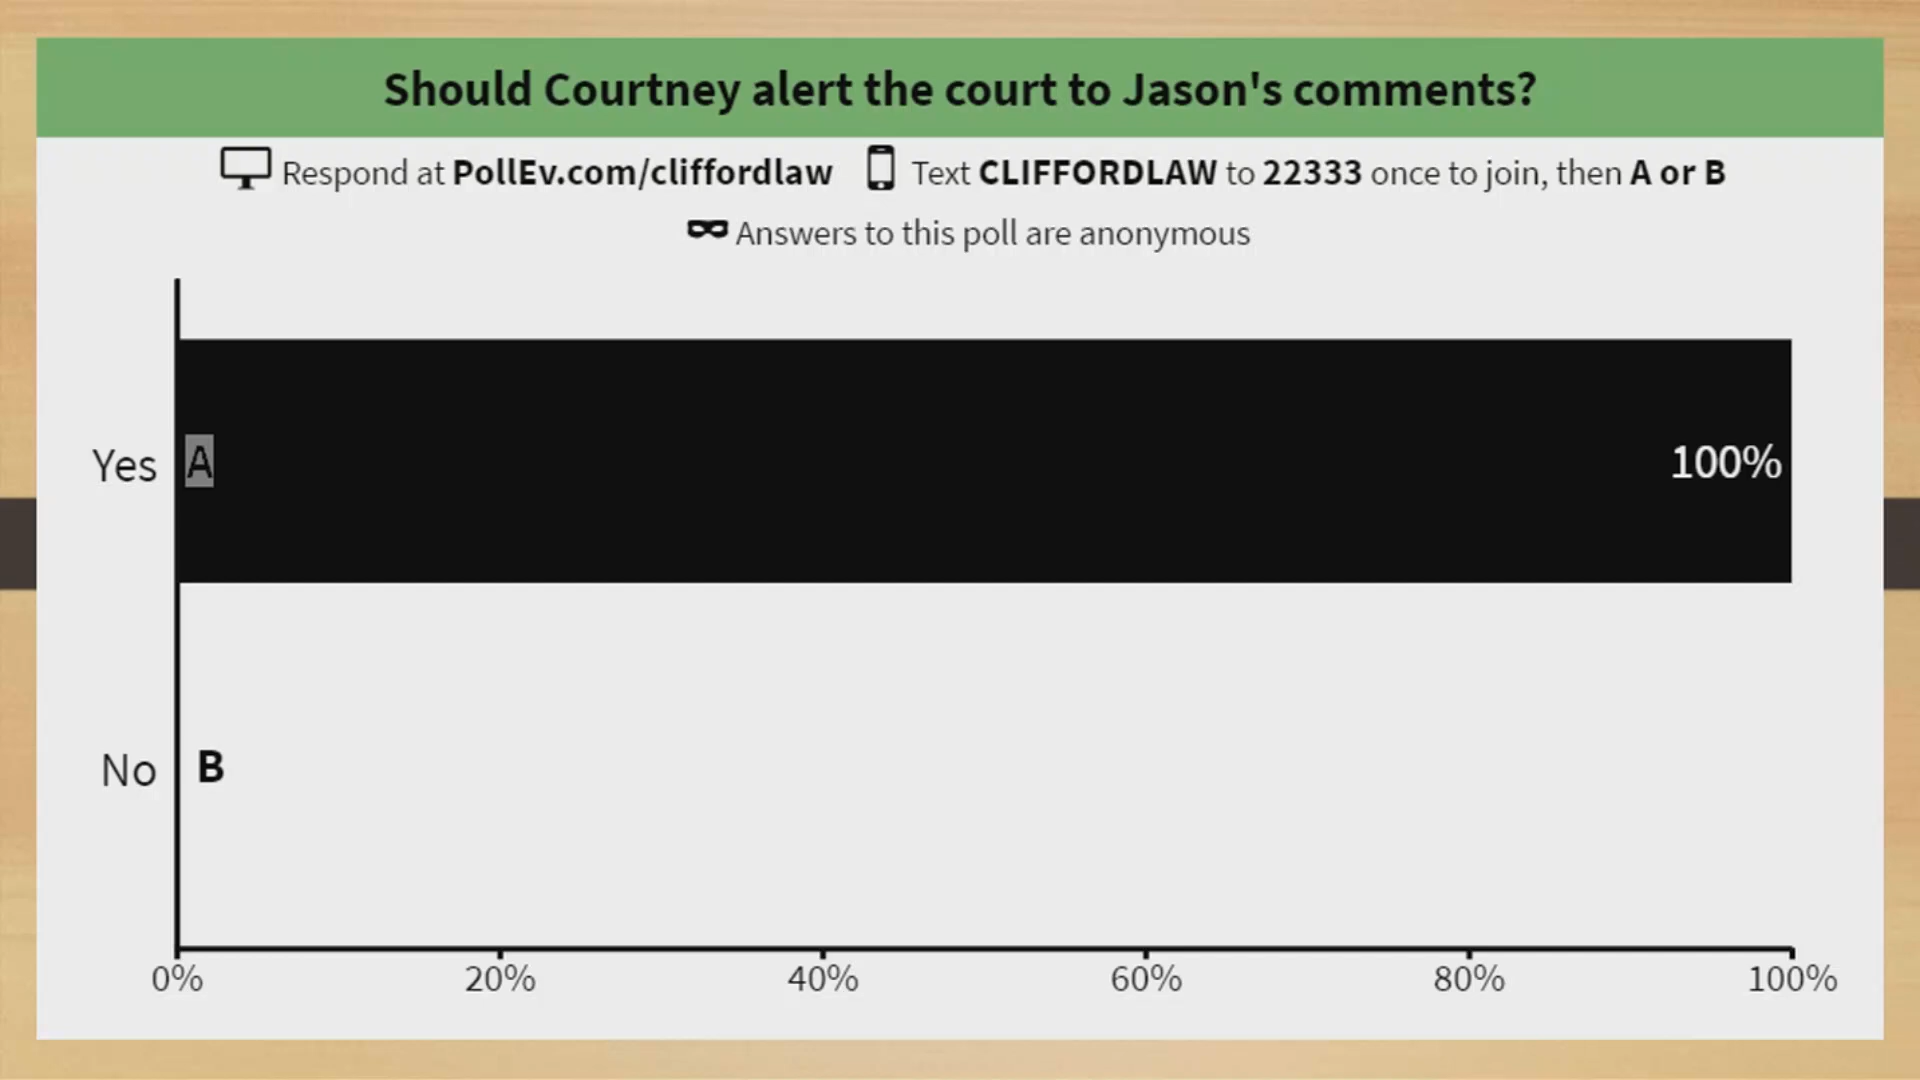 Should Courtney alert the court to Jason's comments?
Respond at PollEv.com/cliffordlaw Text CLIFFORDLAW to 22333 once to join, then A or B
Answers to this poll are anonymous
Yes A 100%
No B
0% 20% 40% 60% 80% 100%